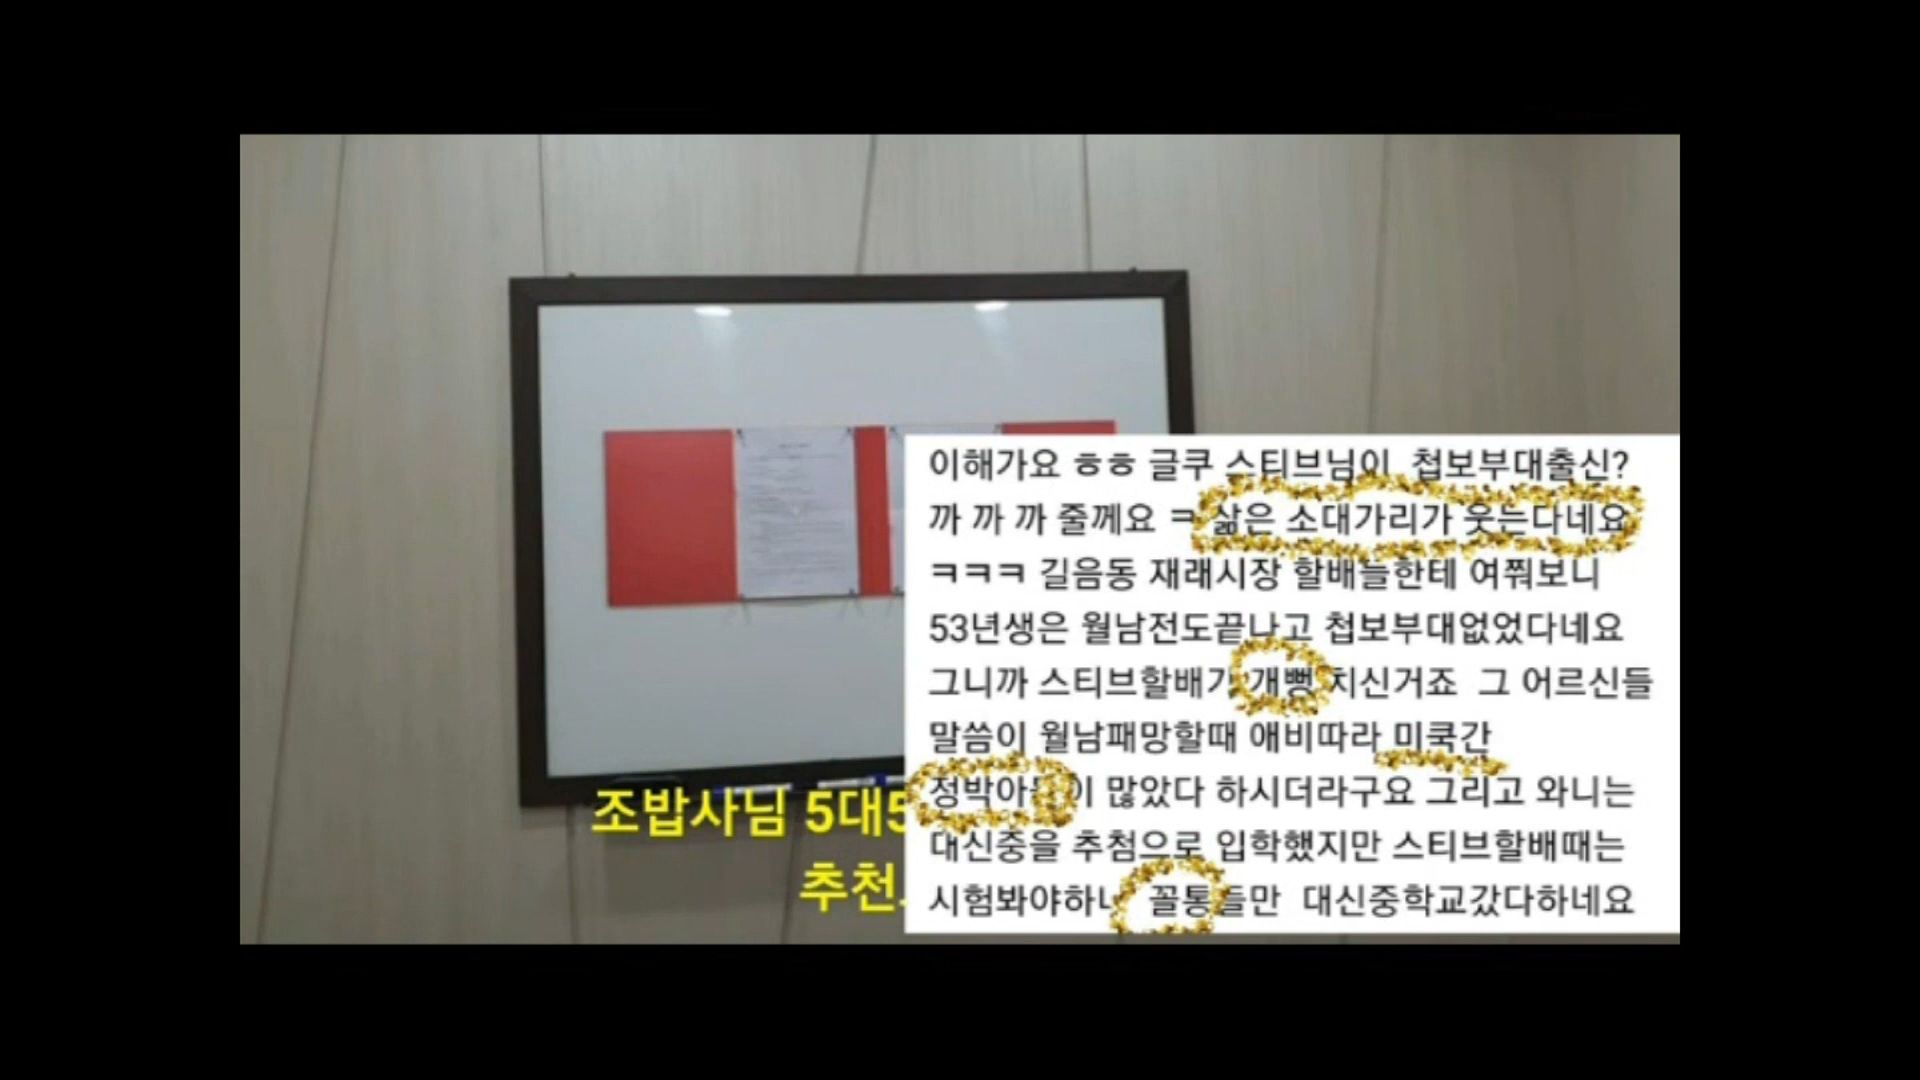 이해가요 ㅎㅎ 글쿠 스티브님이 첩보부대출신?
까 까 까 줄께요 ㅋ 삶은 소대가리가 웃는다네요
ㅋㅋㅋ 길음동 재래시장 할배늘한테 여쭤보니
53년생은 월남전도끝나고 첩보부대없었다네요
그니까 스티브할배가 개뻥 치신거죠 그 어르신들
말씀이 월남패망할때 애비따라 미쿡간
정박아들이 많았다 하시더라구요 그리고 와니는
대신중을 추첨으로 입학했지만 스티브할배때는
시험봐야하니 꼴통들만 대신중학교갔다하네요
조밥사님 5대5
추천